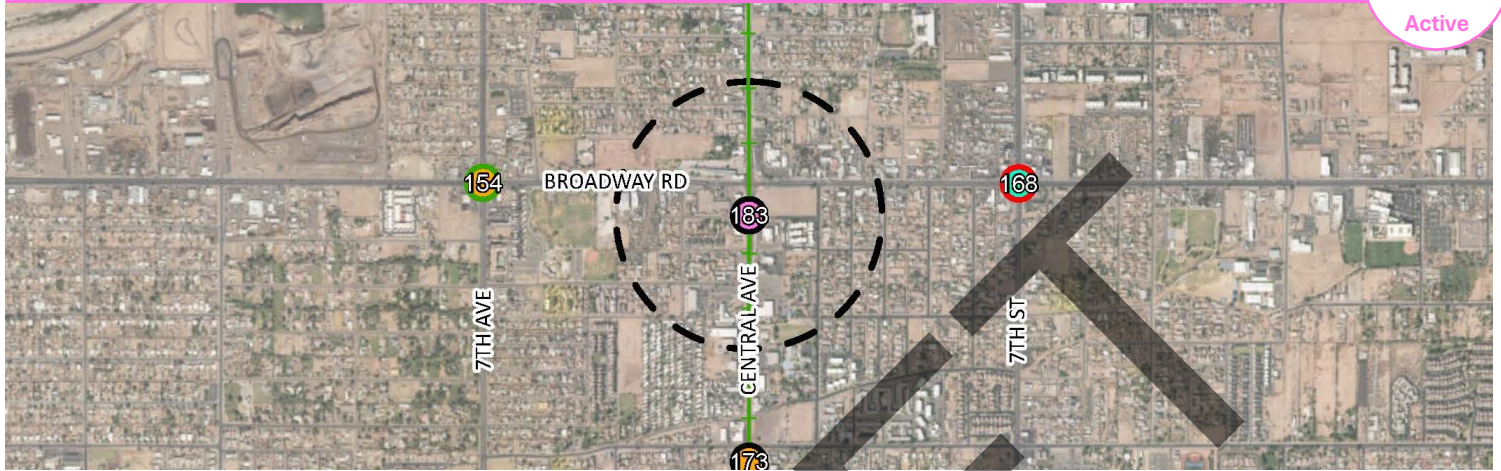 Active
154
BROADWAY RD
183
168
7TH AVE
CENTRAL AVE
7TH ST
173